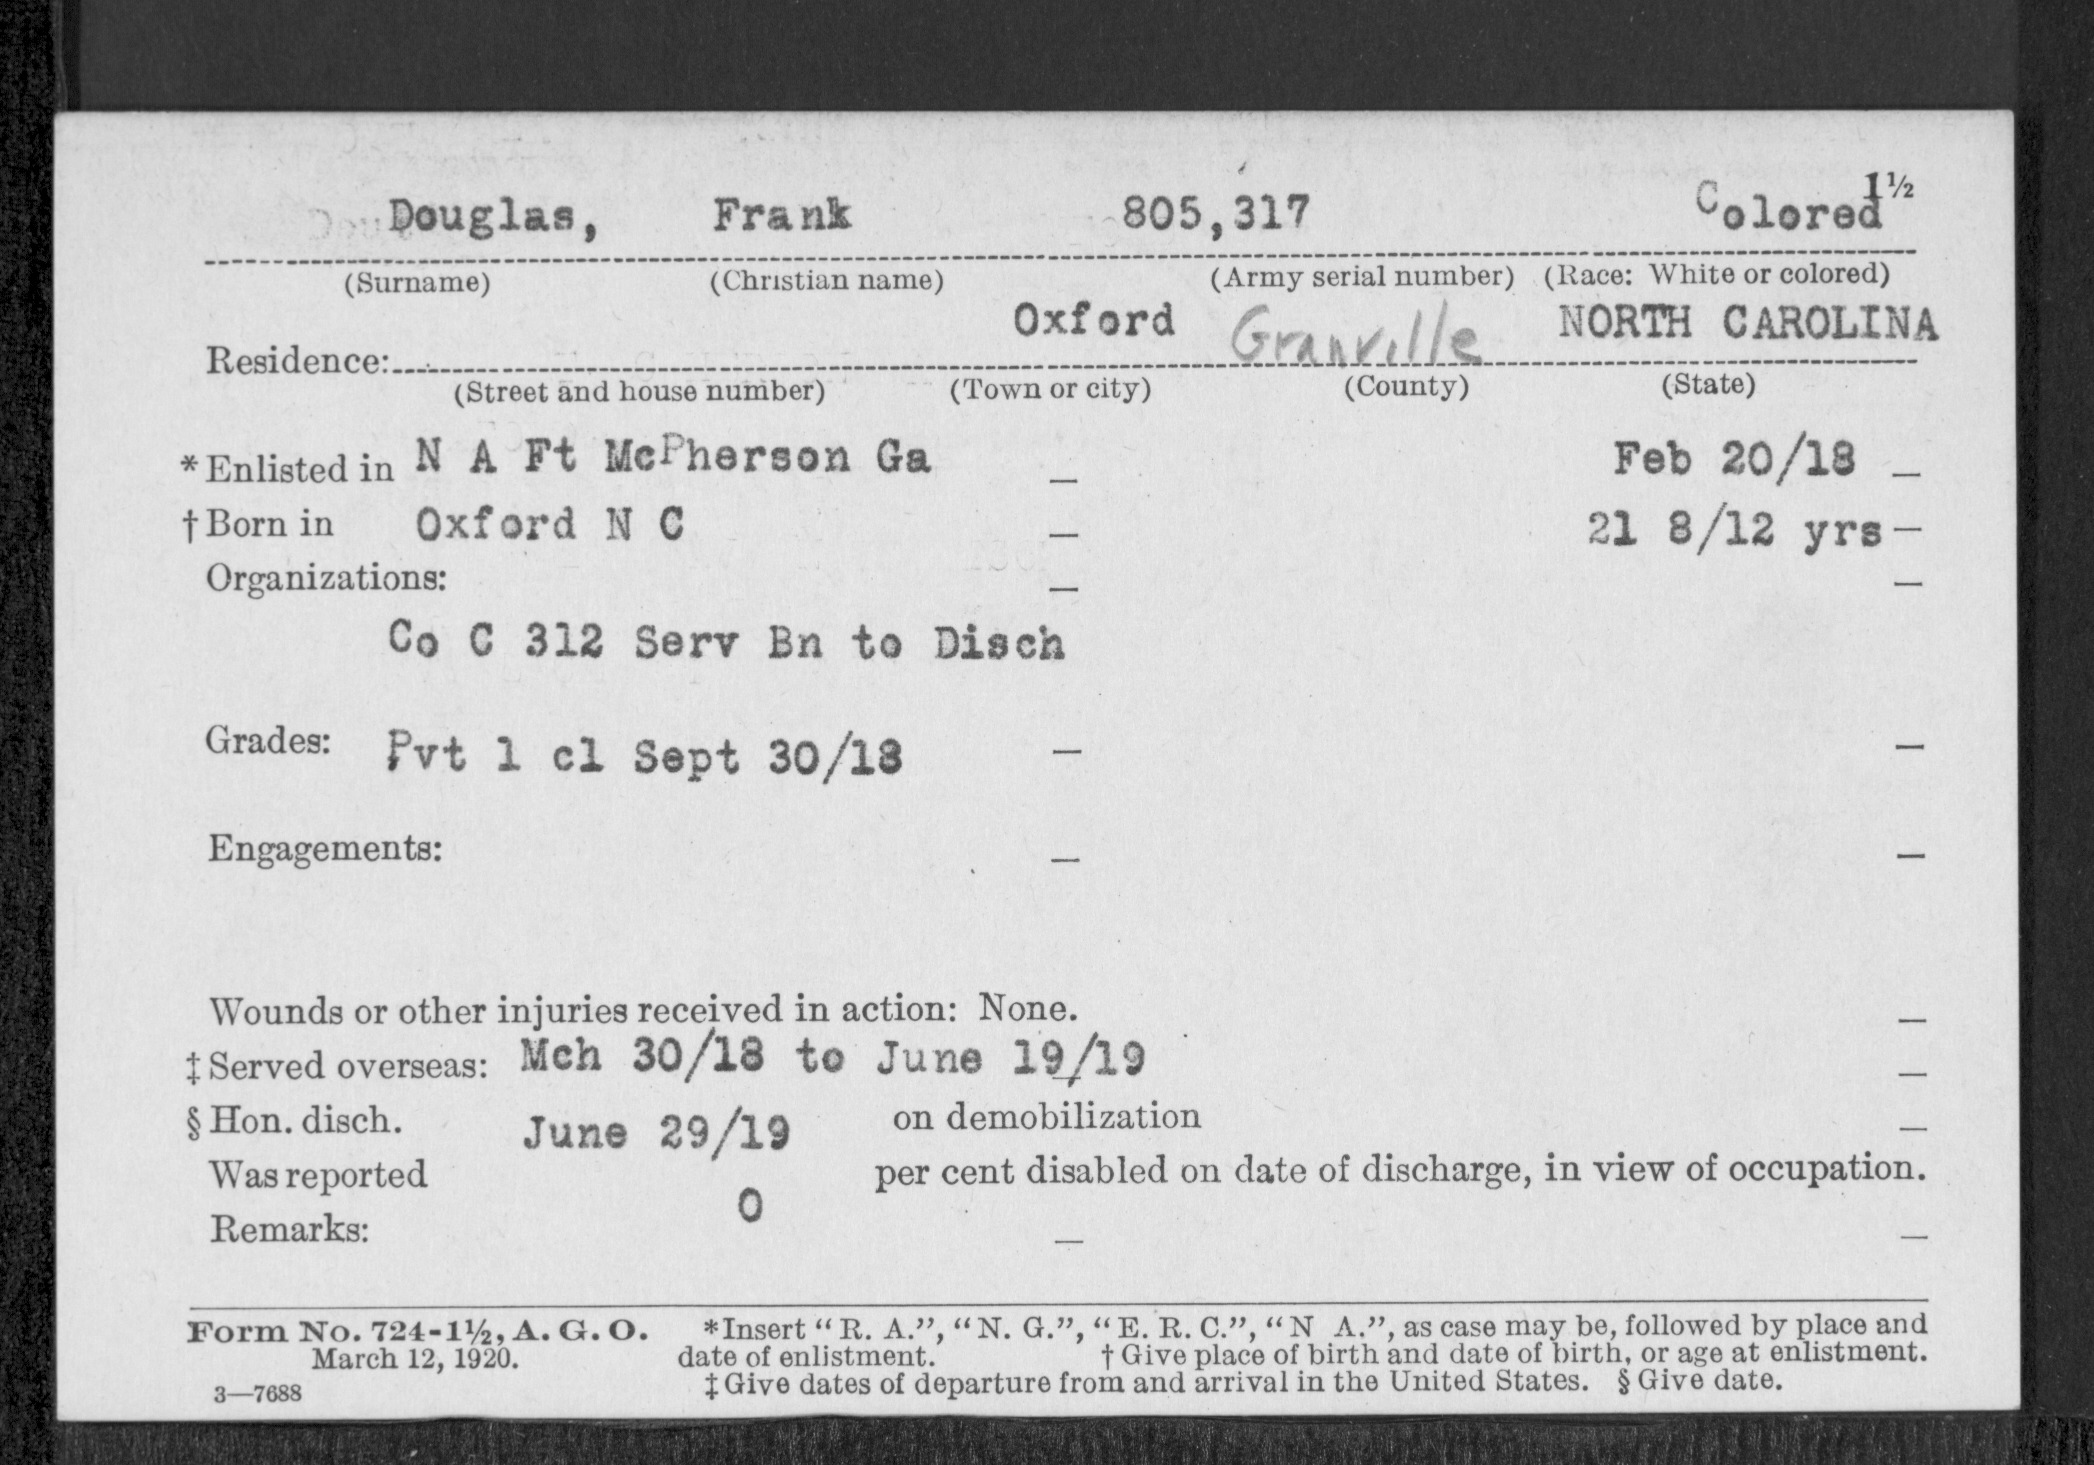 1½
Douglas, Frank 805,317 Colored
(Surname) (Christian name) (Army serial number) (Race: White or colored)
Oxford Granville NORTH CAROLINA
Residence:
(Street and house number) (Town or city) (County) (State)
* Enlisted in N A Ft McPherson Ga — Feb 20/18 —
† Born in Oxford N C — 21 8/12 yrs —
Organizations: — —
Co C 312 Serv Bn to Disch
Grades: Pvt 1 cl Sept 30/18 — —
Engagements: — —
Wounds or other injuries received in action: None. —
‡ Served overseas: Mch 30/18 to June 19/19 —
§ Hon. disch. June 29/19 on demobilization —
Was reported 0 per cent disabled on date of discharge, in view of occupation.
Remarks: — —
Form No. 724-1½, A. G. O.
March 12, 1920.
3—7688
*Insert "R. A.", "N. G.", "E. R. C.", "N A.", as case may be, followed by place and
date of enlistment. † Give place of birth and date of birth, or age at enlistment.
‡ Give dates of departure from and arrival in the United States. § Give date.